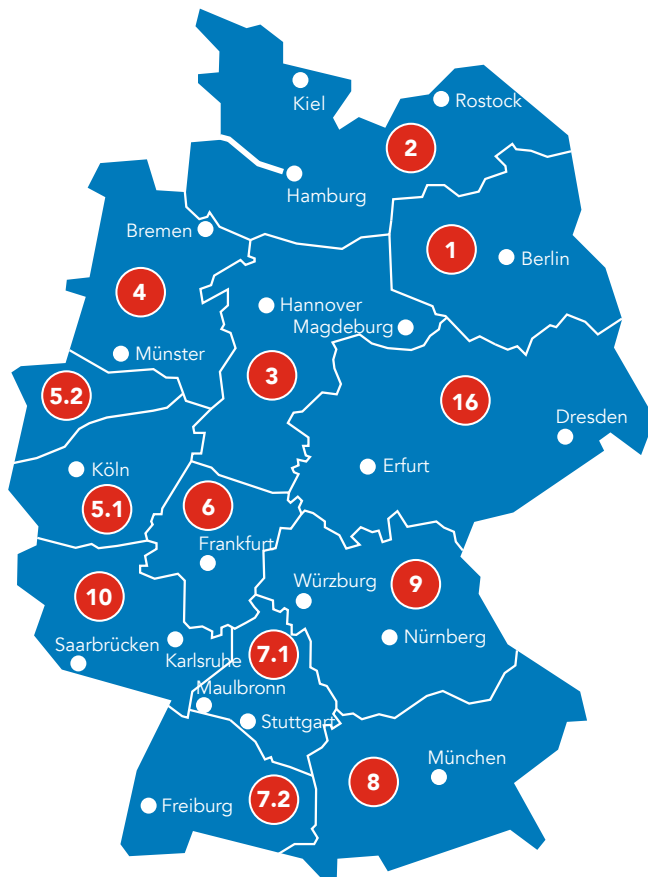 Kiel
Rostock
2
Hamburg
Bremen
1
Berlin
4
Hannover
Magdeburg
Münster
3
5.2
16
Dresden
Köln
Erfurt
5.1
6
Frankfurt
10
Würzburg
9
Saarbrücken
Karlsruhe
7.1
Nürnberg
Maulbronn
Stuttgart
München
8
7.2
Freiburg